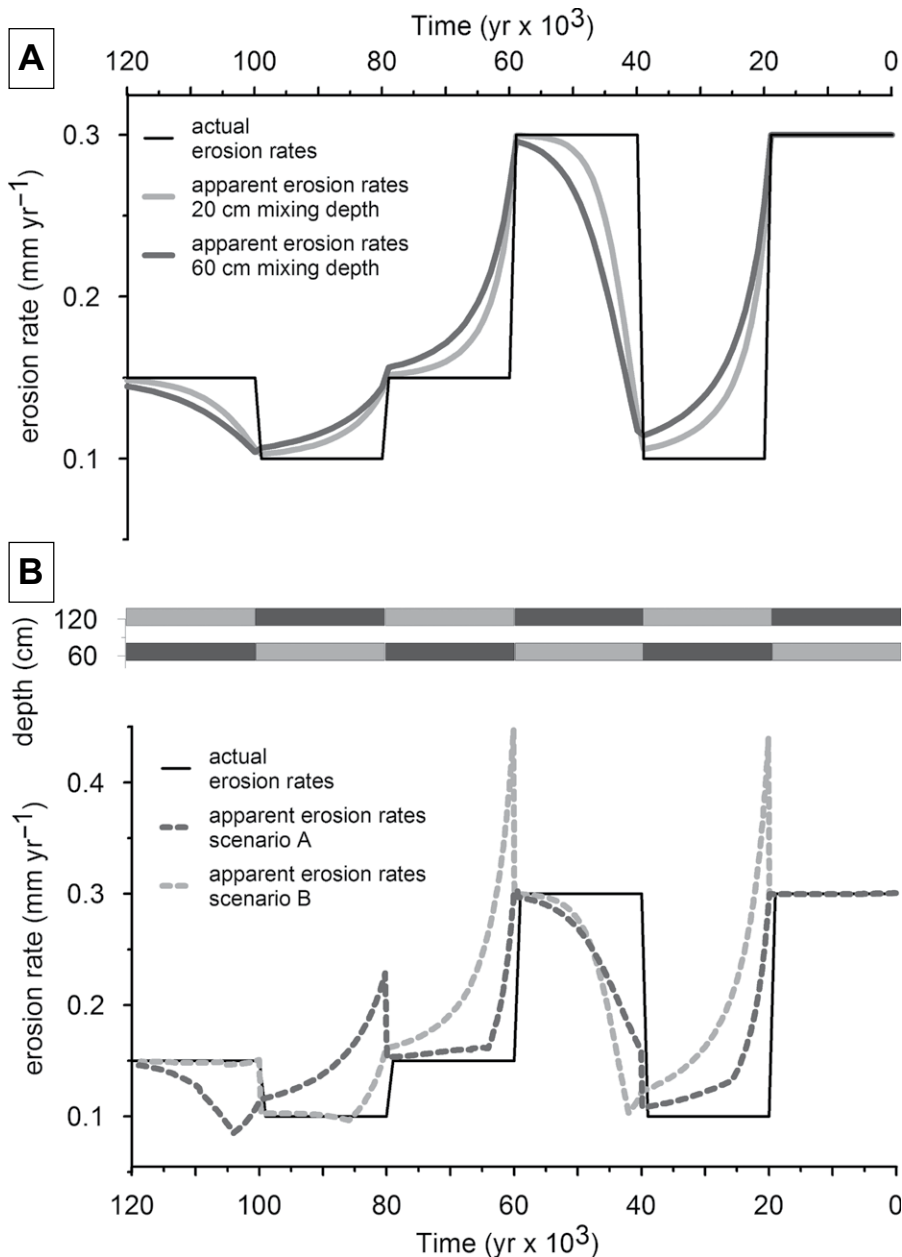 A
Time (yr x 10³)
120 100 80 60 40 20 0
0.3
0.2
0.1
erosion rate (mm yr⁻¹)
actual
erosion rates
apparent erosion rates
20 cm mixing depth
apparent erosion rates
60 cm mixing depth
B
depth (cm)
120
60
0.4
0.3
0.2
0.1
erosion rate (mm yr⁻¹)
actual
erosion rates
apparent erosion rates
scenario A
apparent erosion rates
scenario B
120 100 80 60 40 20 0
Time (yr x 10³)